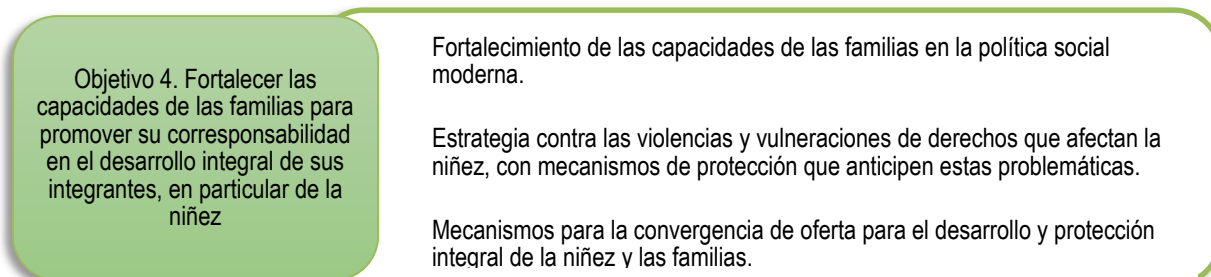 Objetivo 4. Fortalecer las
capacidades de las familias para
promover su corresponsabilidad
en el desarrollo integral de sus
integrantes, en particular de la
niñez
Fortalecimiento de las capacidades de las familias en la política social
moderna.
Estrategia contra las violencias y vulneraciones de derechos que afectan la
niñez, con mecanismos de protección que anticipen estas problemáticas.
Mecanismos para la convergencia de oferta para el desarrollo y protección
integral de la niñez y las familias.